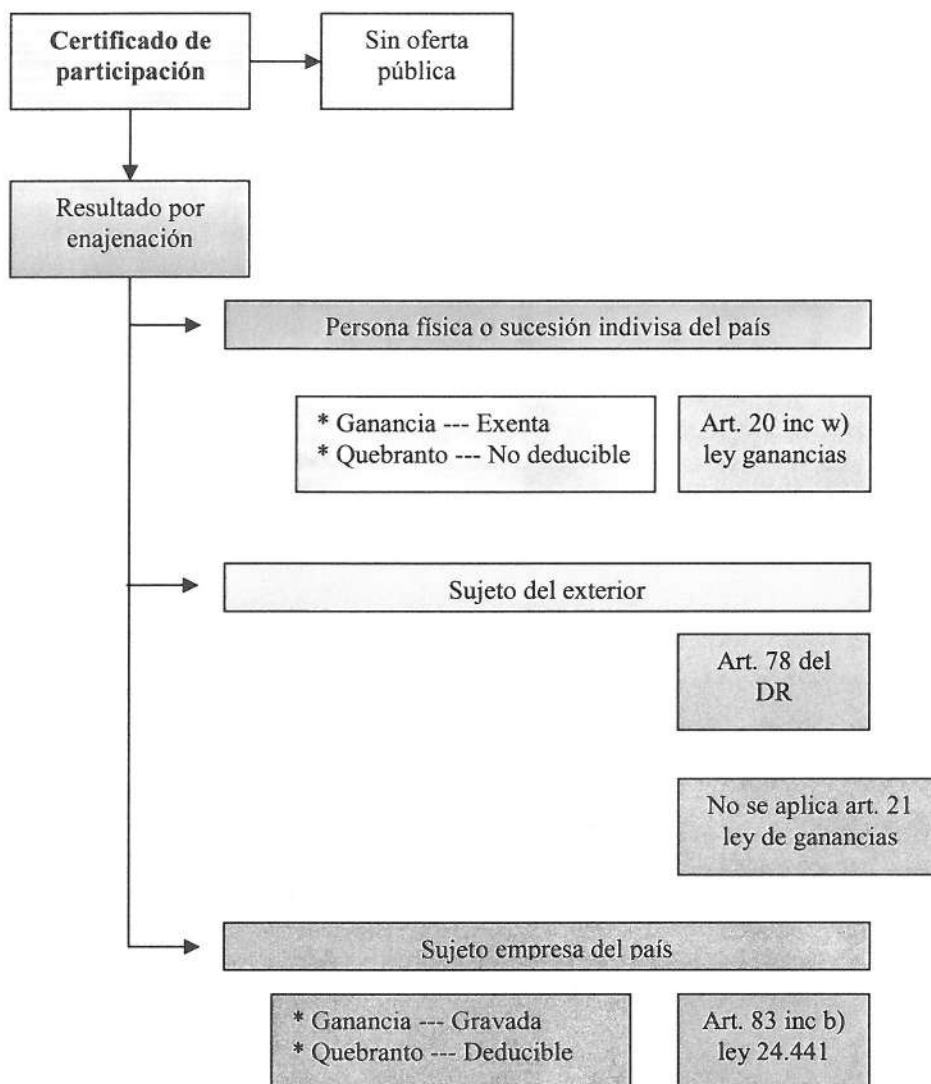 Certificado de
participación
Sin oferta
pública
Resultado por
enajenación
Persona física o sucesión indivisa del país
* Ganancia --- Exenta
* Quebranto --- No deducible
Art. 20 inc w)
ley ganancias
Sujeto del exterior
Art. 78 del
DR
No se aplica art. 21
ley de ganancias
Sujeto empresa del país
* Ganancia --- Gravada
* Quebranto --- Deducible
Art. 83 inc b)
ley 24.441